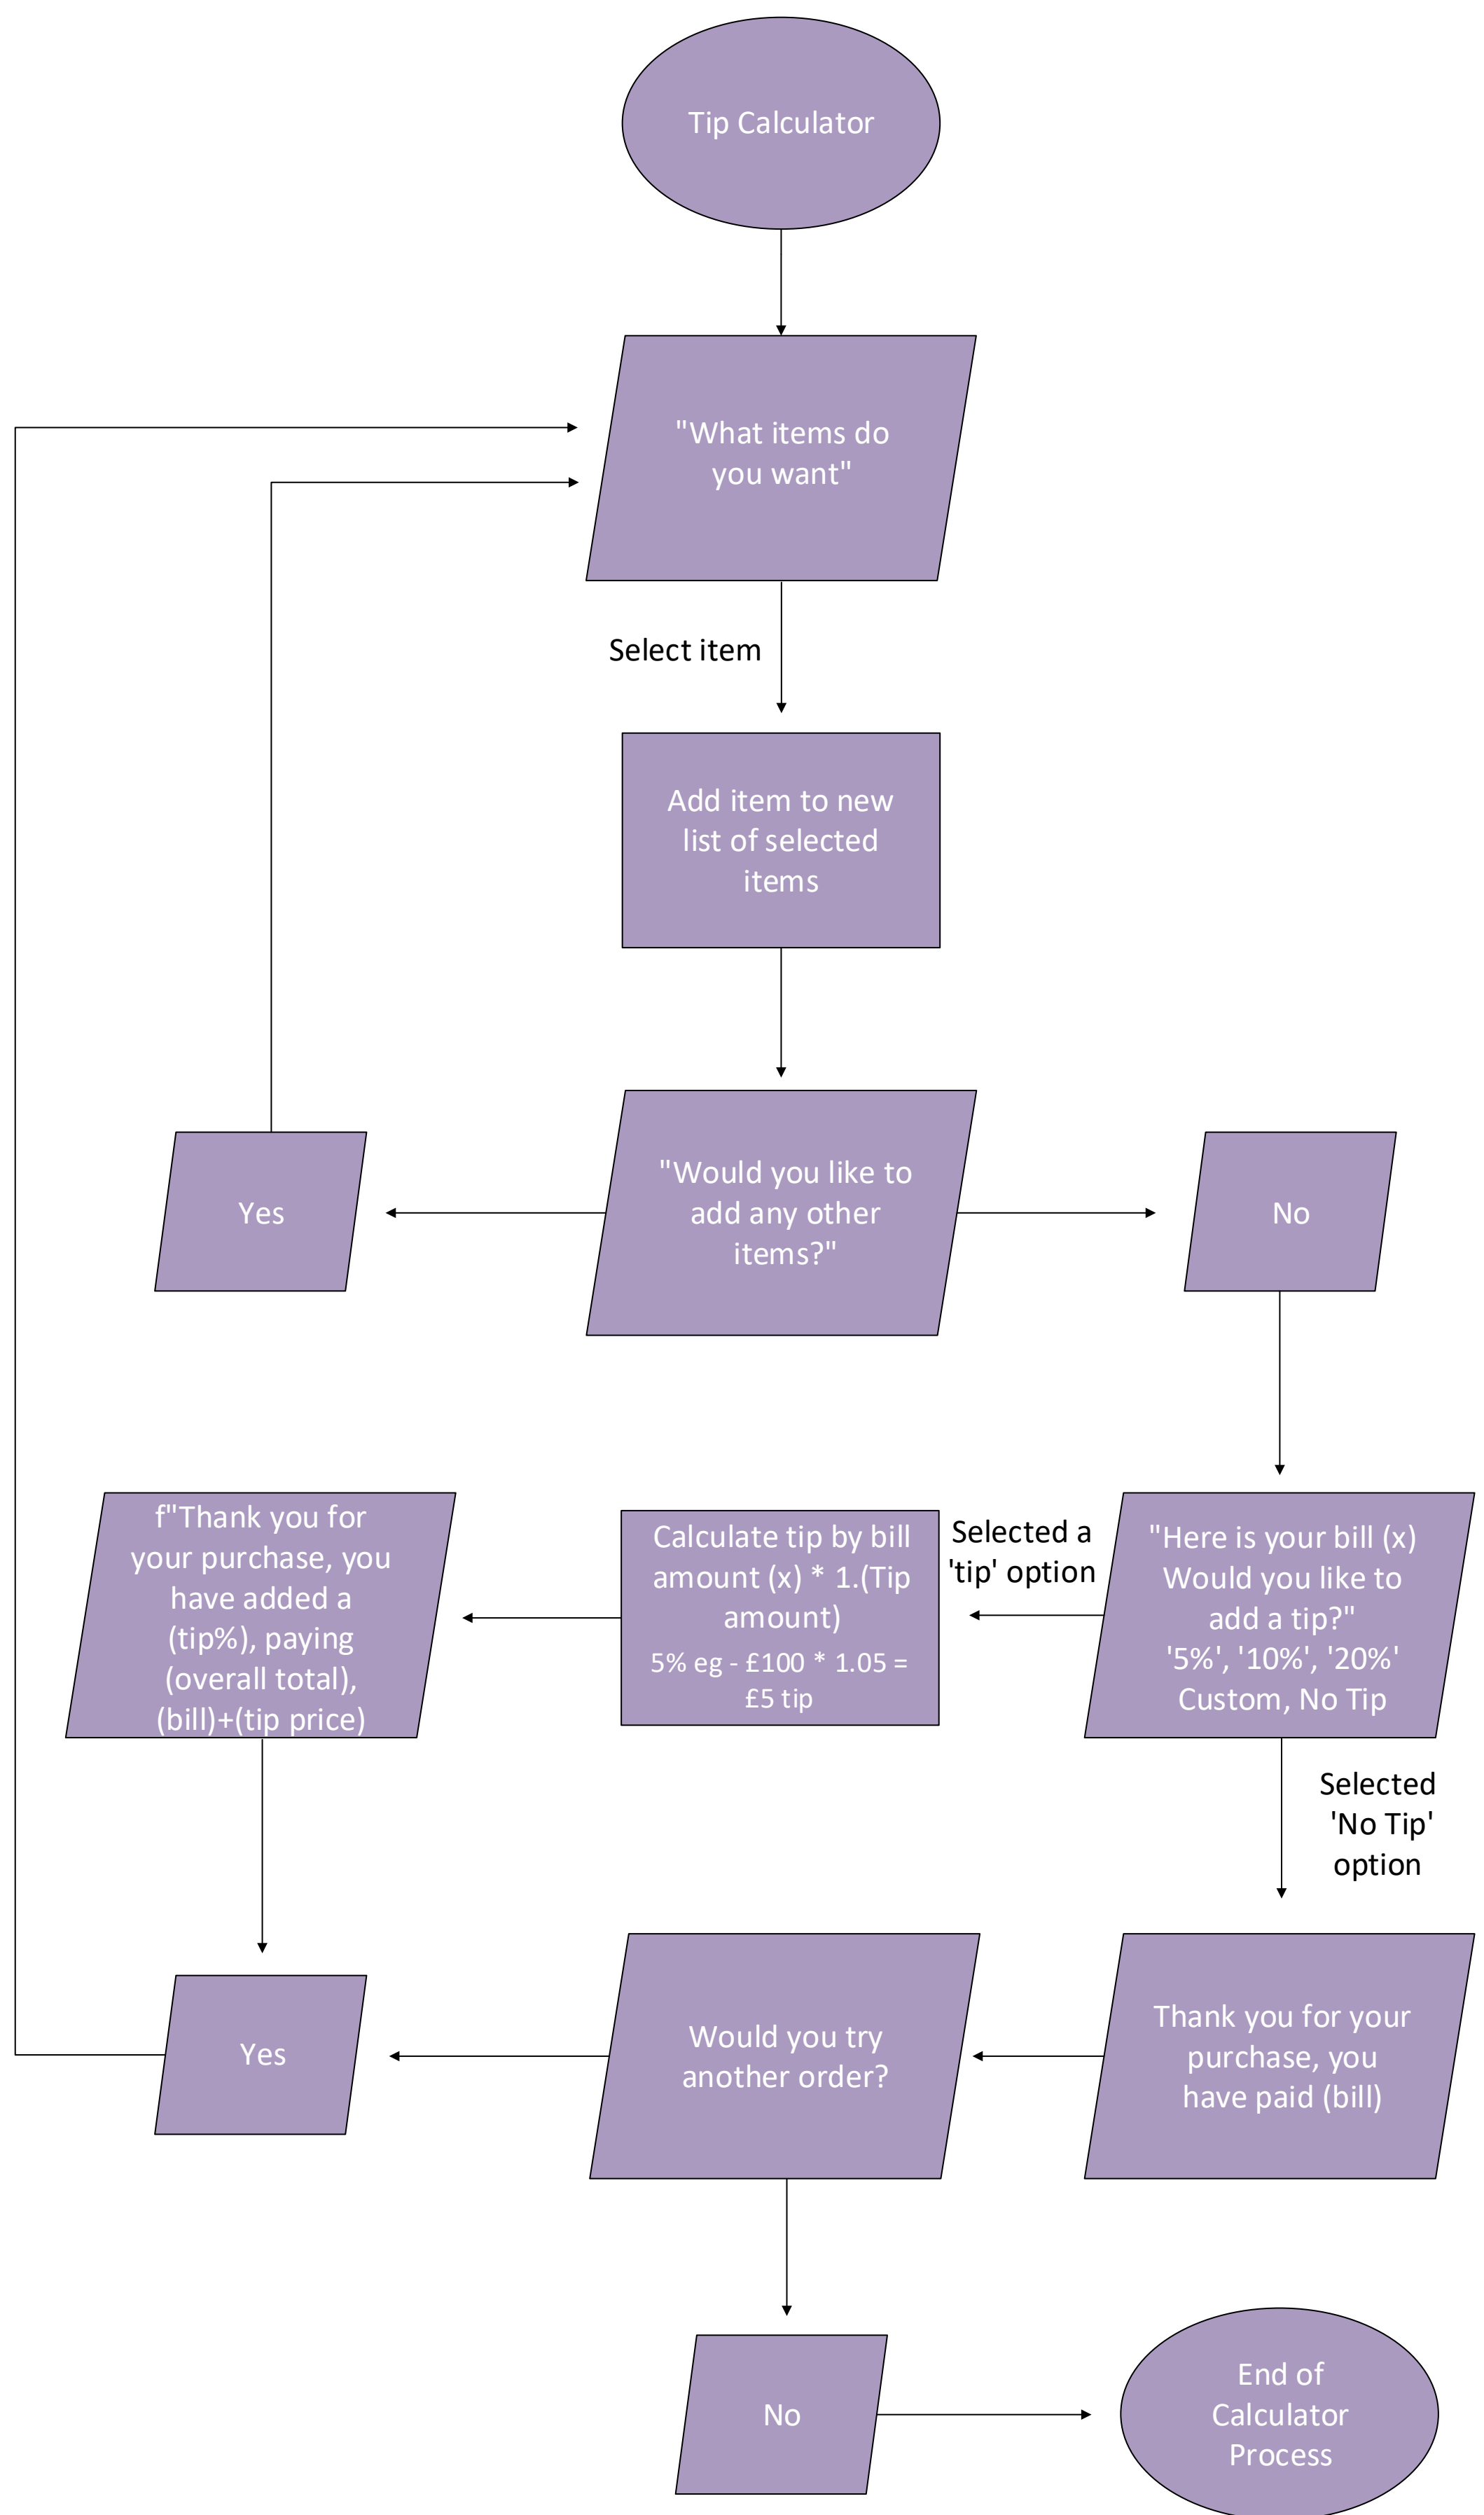 Tip Calculator
"What items do
you want"
Select item
Add item to new
list of selected
items
"Would you like to
add any other
items?"
Yes
No
f"Thank you for
your purchase, you
have added a
(tip%), paying
(overall total),
(bill)+(tip price)
Calculate tip by bill
amount (x) * 1.(Tip
amount)
5% eg - £100 * 1.05 =
£5 tip
Selected a
'tip' option
"Here is your bill (x)
Would you like to
add a tip?"
'5%', '10%', '20%'
Custom, No Tip
Selected
'No Tip'
option
Yes
Would you try
another order?
Thank you for your
purchase, you
have paid (bill)
No
End of
Calculator
Process